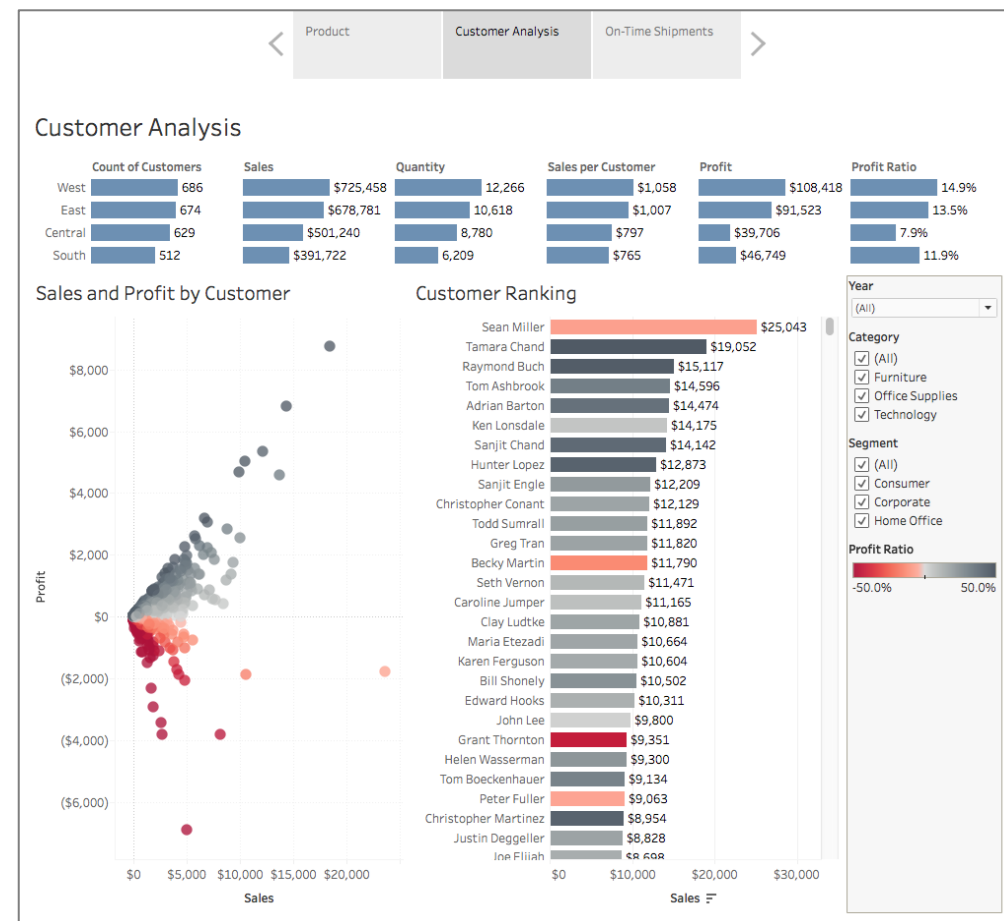 Product Customer Analysis On-Time Shipments
Customer Analysis
Count of Customers Sales Quantity Sales per Customer Profit Profit Ratio
West 686 $725,458 12,266 $1,058 $108,418 14.9%
East 674 $678,781 10,618 $1,007 $91,523 13.5%
Central 629 $501,240 8,780 $797 $39,706 7.9%
South 512 $391,722 6,209 $765 $46,749 11.9%
Sales and Profit by Customer
Profit
$8,000
$6,000
$4,000
$2,000
$0
($2,000)
($4,000)
($6,000)
$0 $5,000 $10,000 $15,000 $20,000
Sales
Customer Ranking
Sean Miller $25,043
Tamara Chand $19,052
Raymond Buch $15,117
Tom Ashbrook $14,596
Adrian Barton $14,474
Ken Lonsdale $14,175
Sanjit Chand $14,142
Hunter Lopez $12,873
Sanjit Engle $12,209
Christopher Conant $12,129
Todd Sumrall $11,892
Greg Tran $11,820
Becky Martin $11,790
Seth Vernon $11,471
Caroline Jumper $11,165
Clay Ludtke $10,881
Maria Etezadi $10,664
Karen Ferguson $10,604
Bill Shonely $10,502
Edward Hooks $10,311
John Lee $9,800
Grant Thornton $9,351
Helen Wasserman $9,300
Tom Boeckenhauer $9,134
Peter Fuller $9,063
Christopher Martinez $8,954
Justin Deggeller $8,828
Joe Elijah $8,698
$0 $10,000 $20,000 $30,000
Sales
Year
(All)
Category
(All)
Furniture
Office Supplies
Technology
Segment
(All)
Consumer
Corporate
Home Office
Profit Ratio
-50.0% 50.0%